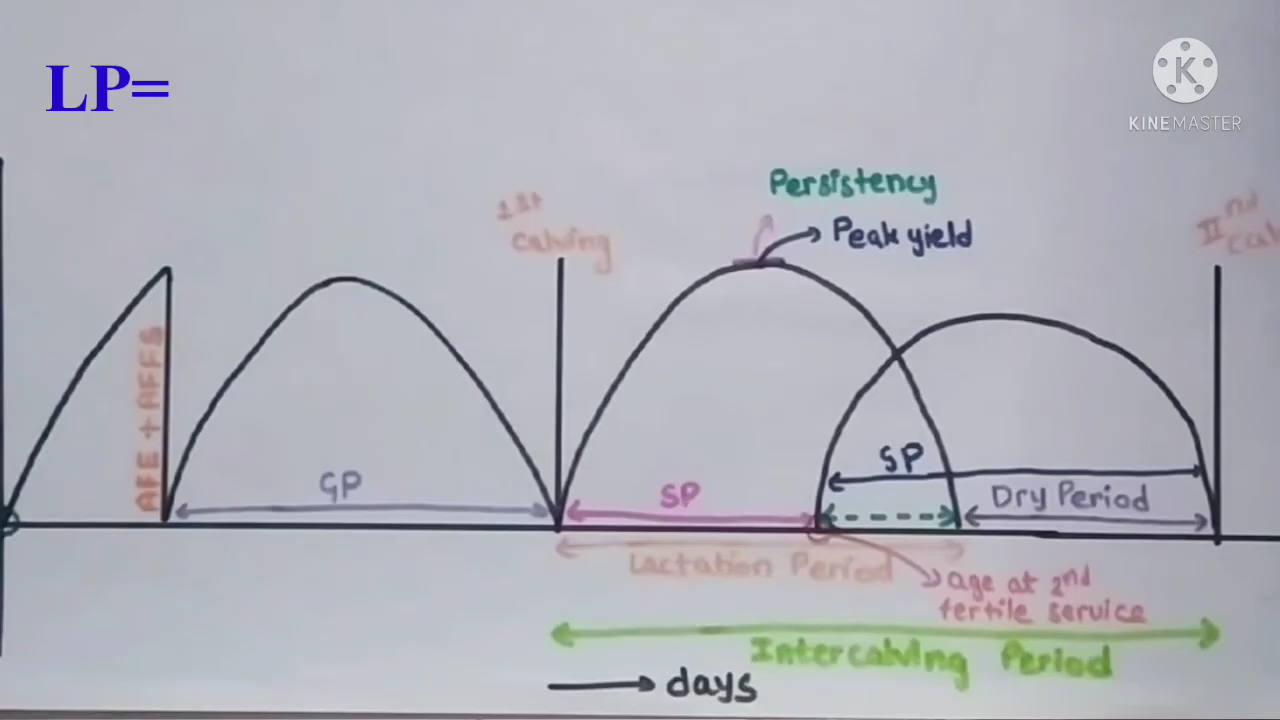 LP=
KINEMASTER
Persistency
Peak yield
1st
calving
IInd
AFE + AFFS
GP
SP
SP
Dry Period
Lactation Period
age at 2nd
fertile service
Intercalving Period
days